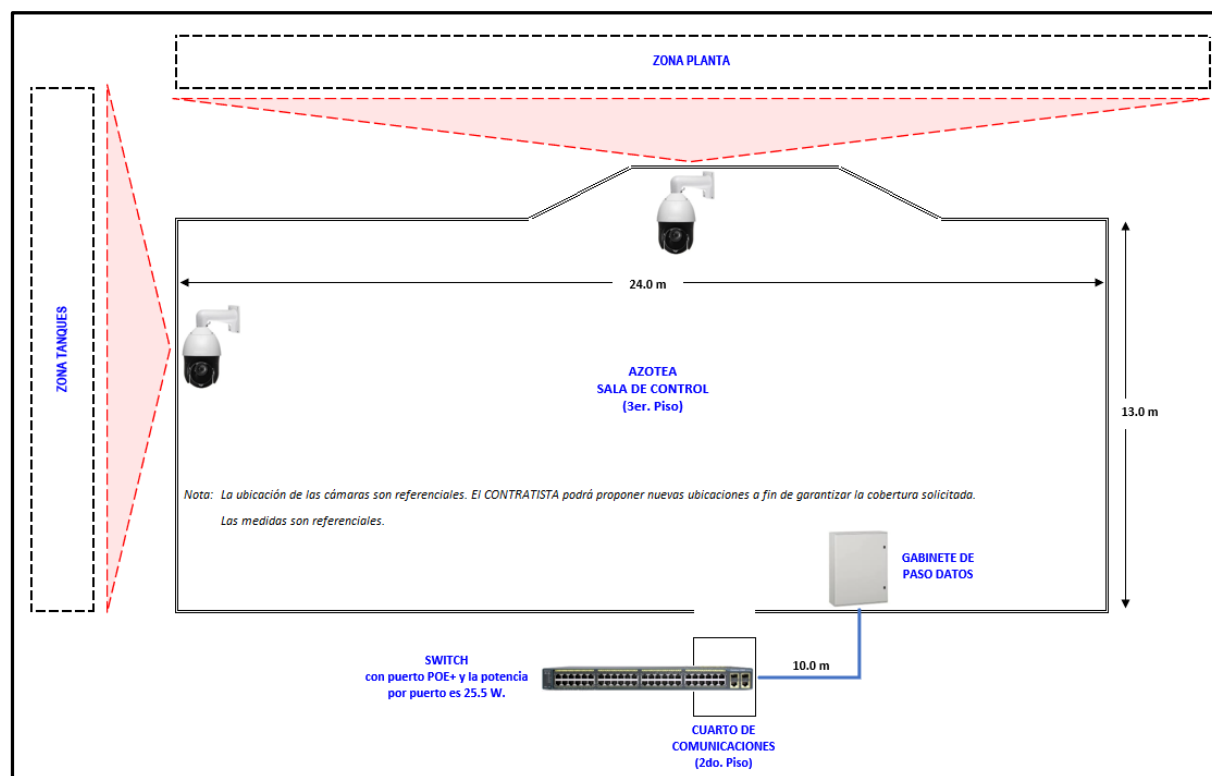 ZONA PLANTA
ZONA TANQUES
24.0 m
AZOTEA
SALA DE CONTROL
(3er. Piso)
13.0 m
Nota: La ubicación de las cámaras son referenciales. El CONTRATISTA podrá proponer nuevas ubicaciones a fin de garantizar la cobertura solicitada.
Las medidas son referenciales.
GABINETE DE
PASO DATOS
SWITCH
con puerto POE+ y la potencia
por puerto es 25.5 W.
10.0 m
CUARTO DE
COMUNICACIONES
(2do. Piso)